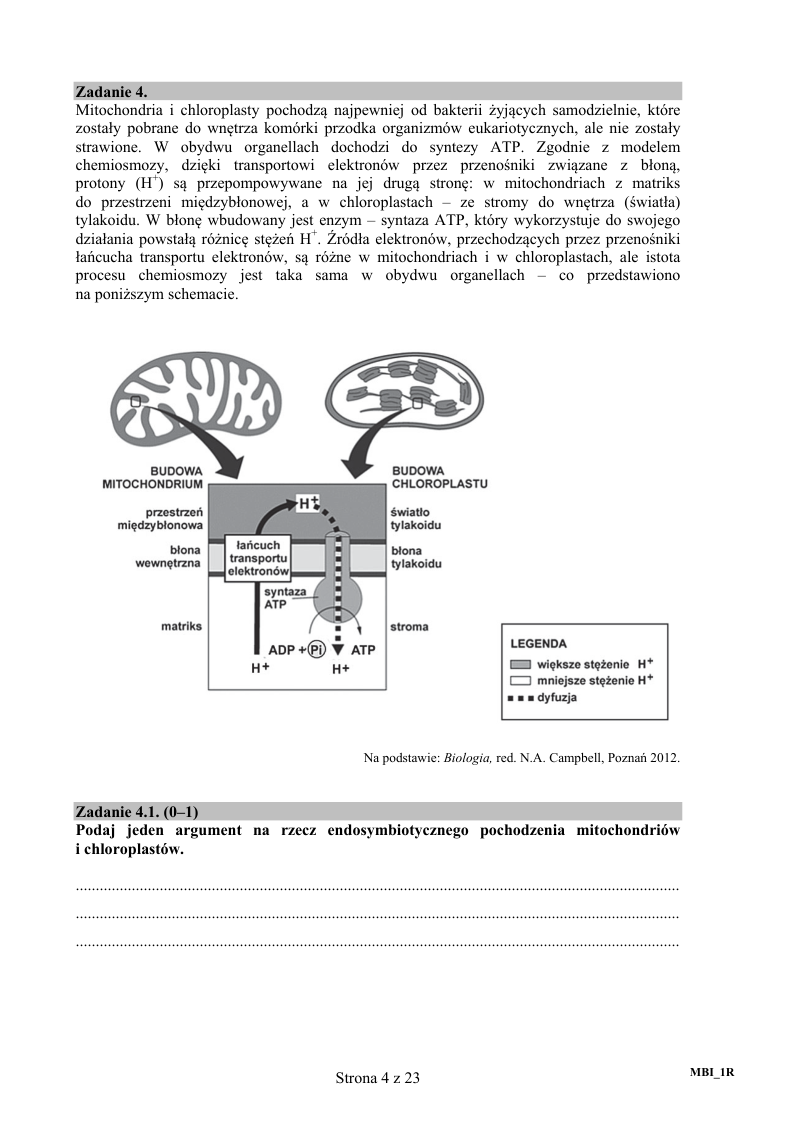 Zadanie 4.
Mitochondria i chloroplasty pochodzą najpewniej od bakterii żyjących samodzielnie, które
zostały pobrane do wnętrza komórki przodka organizmów eukariotycznych, ale nie zostały
strawione. W obydwu organellach dochodzi do syntezy ATP. Zgodnie z modelem
chemiosmozy, dzięki transportowi elektronów przez przenośniki związane z błoną,
protony (H⁺) są przepompowywane na jej drugą stronę: w mitochondriach z matriks
do przestrzeni międzybłonowej, a w chloroplastach – ze stromy do wnętrza (światła)
tylakoidu. W błonę wbudowany jest enzym – syntaza ATP, który wykorzystuje do swojego
działania powstałą różnicę stężeń H⁺. Źródła elektronów, przechodzących przez przenośniki
łańcucha transportu elektronów, są różne w mitochondriach i w chloroplastach, ale istota
procesu chemiosmozy jest taka sama w obydwu organellach – co przedstawiono
na poniższym schemacie.
BUDOWA
MITOCHONDRIUM
BUDOWA
CHLOROPLASTU
H⁺
przestrzeń
międzybłonowa
światło
tylakoidu
błona
wewnętrzna
łańcuch
transportu
elektronów
błona
tylakoidu
syntaza
ATP
matriks
stroma
ADP + Pi
ATP
H⁺
H⁺
LEGENDA
większe stężenie H⁺
mniejsze stężenie H⁺
dyfuzja
Na podstawie: Biologia, red. N.A. Campbell, Poznań 2012.
Zadanie 4.1. (0–1)
Podaj jeden argument na rzecz endosymbiotycznego pochodzenia mitochondriów
i chloroplastów.
.......................................................................................................................................................
.......................................................................................................................................................
.......................................................................................................................................................
Strona 4 z 23
MBI_1R